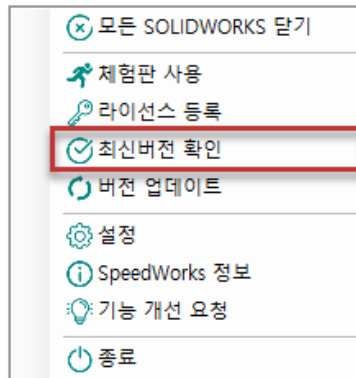 모든 SOLIDWORKS 닫기
체험판 사용
라이선스 등록
최신버전 확인
버전 업데이트
설정
SpeedWorks 정보
기능 개선 요청
종료